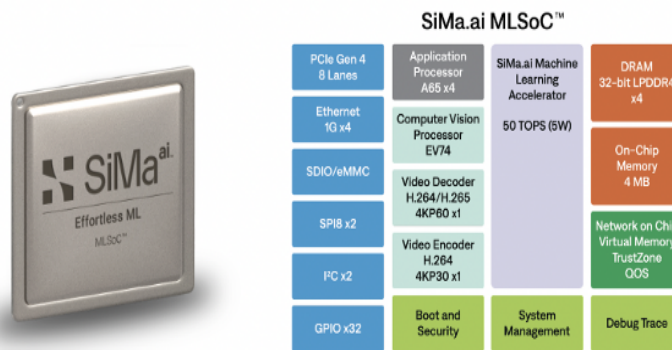 SiMa.ai MLSoC™
SiMa ai
Effortless ML
MLSoC™
PCIe Gen 4
8 Lanes
Ethernet
1G x4
SDIO/eMMC
SPI8 x2
I²C x2
GPIO x32
Application
Processor
A65 x4
Computer Vision
Processor
EV74
Video Decoder
H.264/H.265
4KP60 x1
Video Encoder
H.264
4KP30 x1
Boot and
Security
SiMa.ai Machine
Learning
Accelerator
50 TOPS (5W)
System
Management
DRAM
32-bit LPDDR4
x4
On-Chip
Memory
4 MB
Network on Chi
Virtual Memory
TrustZone
QOS
Debug Trace